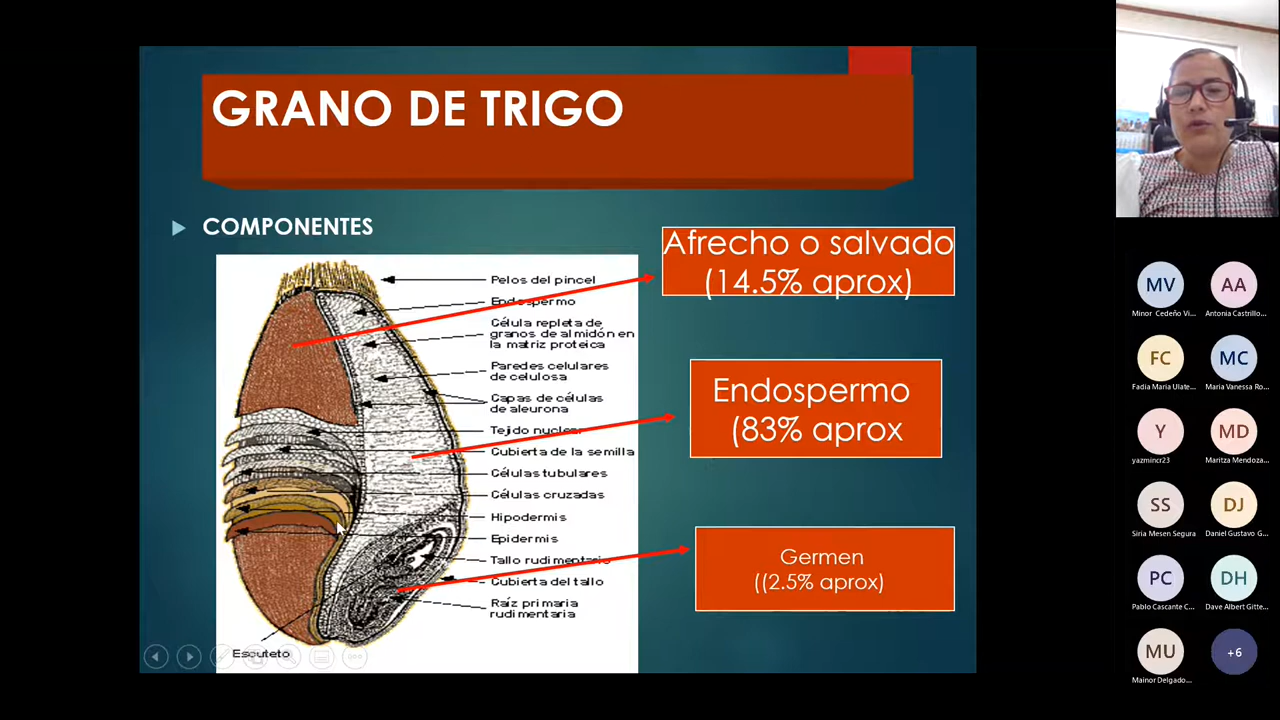 GRANO DE TRIGO
COMPONENTES
Afrecho o salvado
(14.5% aprox)
Endospermo
(83% aprox
Germen
((2.5% aprox)
Pelos del pincel
Endospermo
Célula repleta de
granos de almidón en
la matriz proteica
Paredes celulares
de celulosa
Capas de células
de aleurona
Tejido nuclear
Cubierta de la semilla
Células tubulares
Células cruzadas
Hipodermis
Epidermis
Tallo rudimentario
Cubierta del tallo
Raíz primaria
rudimentaria
Escuteto
MV
Minor Cedeño Vi...
AA
Antonia Castrillo...
FC
Fadia Maria Ulate...
MC
Maria Vanessa Ro...
Y
yazmincr23
MD
Maritza Mendoza...
SS
Siria Mesen Segura
DJ
Daniel Gustavo G...
PC
Pablo Cascante C...
DH
Dave Albert Gitte...
MU
Mainor Delgado...
+6